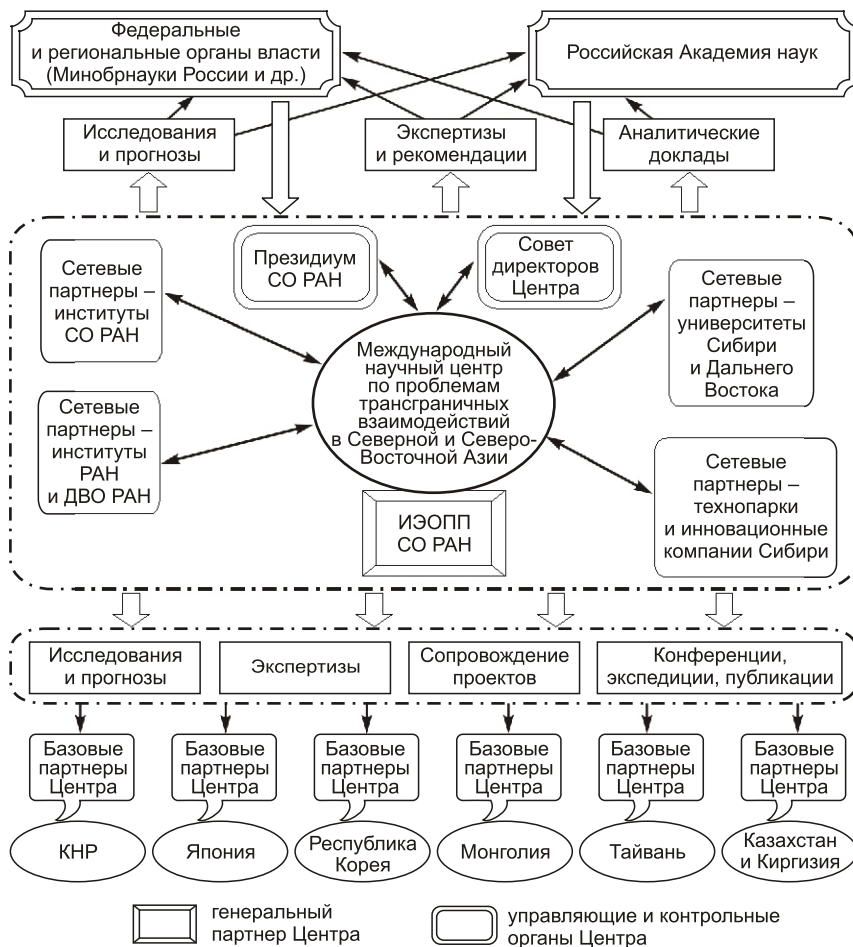 Федеральные
и региональные органы власти
(Минобрнауки России и др.)
Российская Академия наук
Исследования
и прогнозы
Экспертизы
и рекомендации
Аналитические
доклады
Президиум
СО РАН
Совет
директоров
Центра
Сетевые
партнеры –
институты
СО РАН
Сетевые
партнеры –
университеты
Сибири
и Дальнего
Востока
Международный
научный центр
по проблемам
трансграничных
взаимодействий
в Северной и Северо-
Восточной Азии
Сетевые
партнеры –
институты
РАН
и ДВО РАН
Сетевые
партнеры –
технопарки
и инновационные
компании Сибири
ИЭОПП
СО РАН
Исследования
и прогнозы
Экспертизы
Сопровождение
проектов
Конференции,
экспедиции, публикации
Базовые
партнеры
Центра
Базовые
партнеры
Центра
Базовые
партнеры
Центра
Базовые
партнеры
Центра
Базовые
партнеры
Центра
Базовые
партнеры
Центра
КНР
Япония
Республика
Корея
Монголия
Тайвань
Казахстан
и Киргизия
генеральный
партнер Центра
управляющие и контрольные
органы Центра